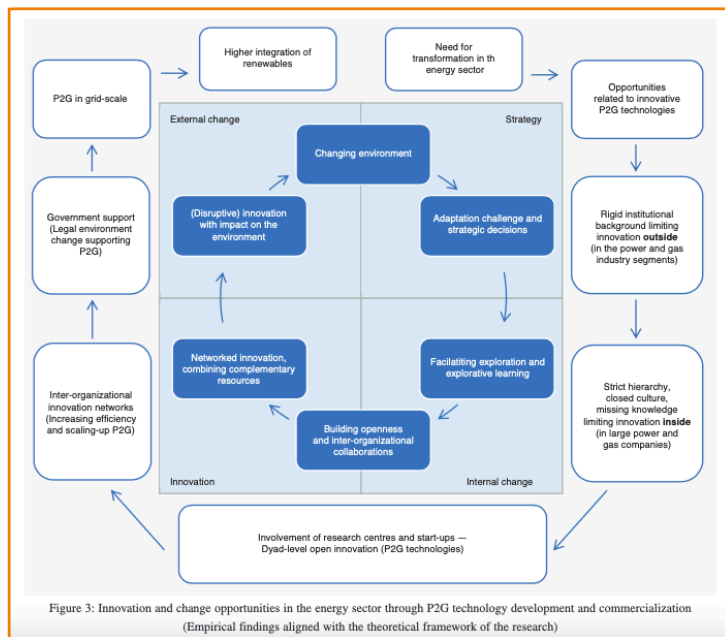 Higher integration of
renewables
Need for
transformation in th
energy sector
P2G in grid-scale
Opportunities
related to innovative
P2G technologies
External change
Strategy
Changing environment
(Disruptive) innovation
with impact on the
environment
Adaptation challenge and
strategic decisions
Government support
(Legal environment
change supporting
P2G)
Rigid institutional
background limiting
innovation outside
(in the power and gas
industry segments)
Networked innovation,
combining complementary
resources
Facilatiting exploration and
explorative learning
Inter-organizational
innovation networks
(Increasing efficiency
and scaling-up P2G)
Strict hierarchy,
closed culture,
missing knowledge
limiting innovation inside
(in large power and
gas companies)
Building openness
and inter-organizational
collaborations
Innovation
Internal change
Involvement of research centres and start-ups —
Dyad-level open innovation (P2G technologies)
Figure 3: Innovation and change opportunities in the energy sector through P2G technology development and commercialization
(Empirical findings aligned with the theoretical framework of the research)